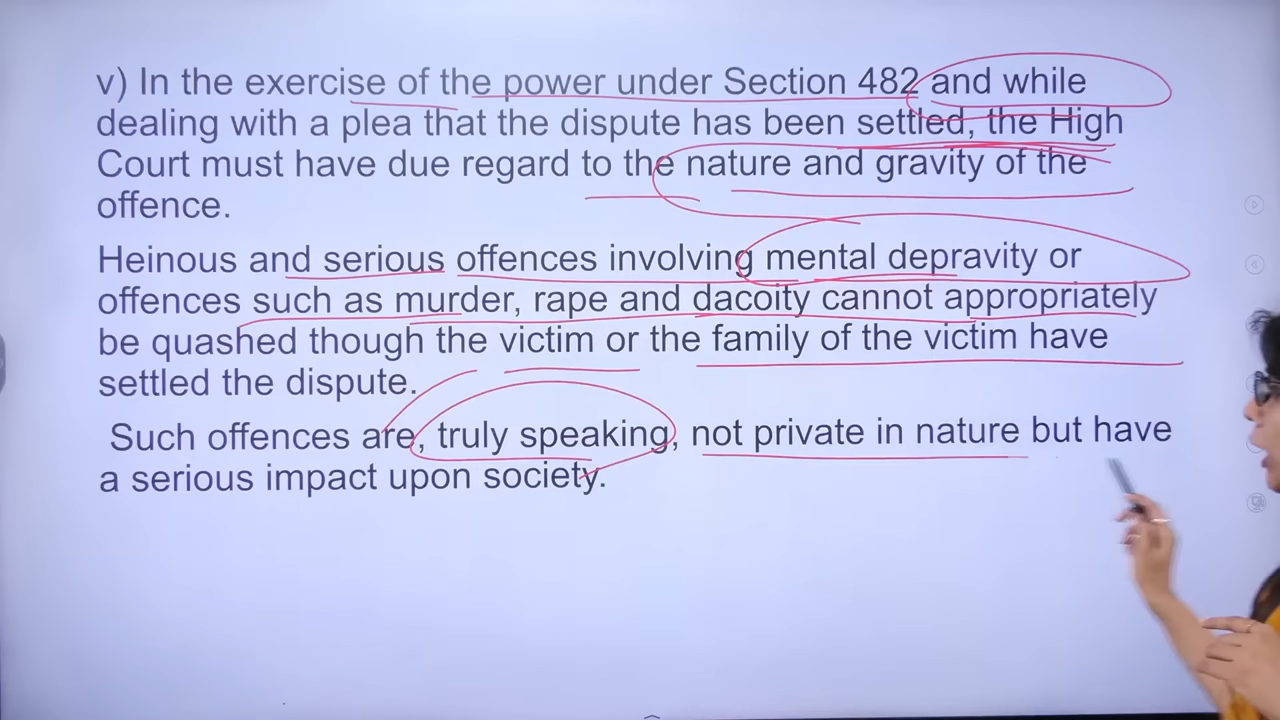 v) In the exercise of the power under Section 482 and while
dealing with a plea that the dispute has been settled, the High
Court must have due regard to the nature and gravity of the
offence.
Heinous and serious offences involving mental depravity or
offences such as murder, rape and dacoity cannot appropriately
be quashed though the victim or the family of the victim have
settled the dispute.
Such offences are, truly speaking, not private in nature but have
a serious impact upon society.